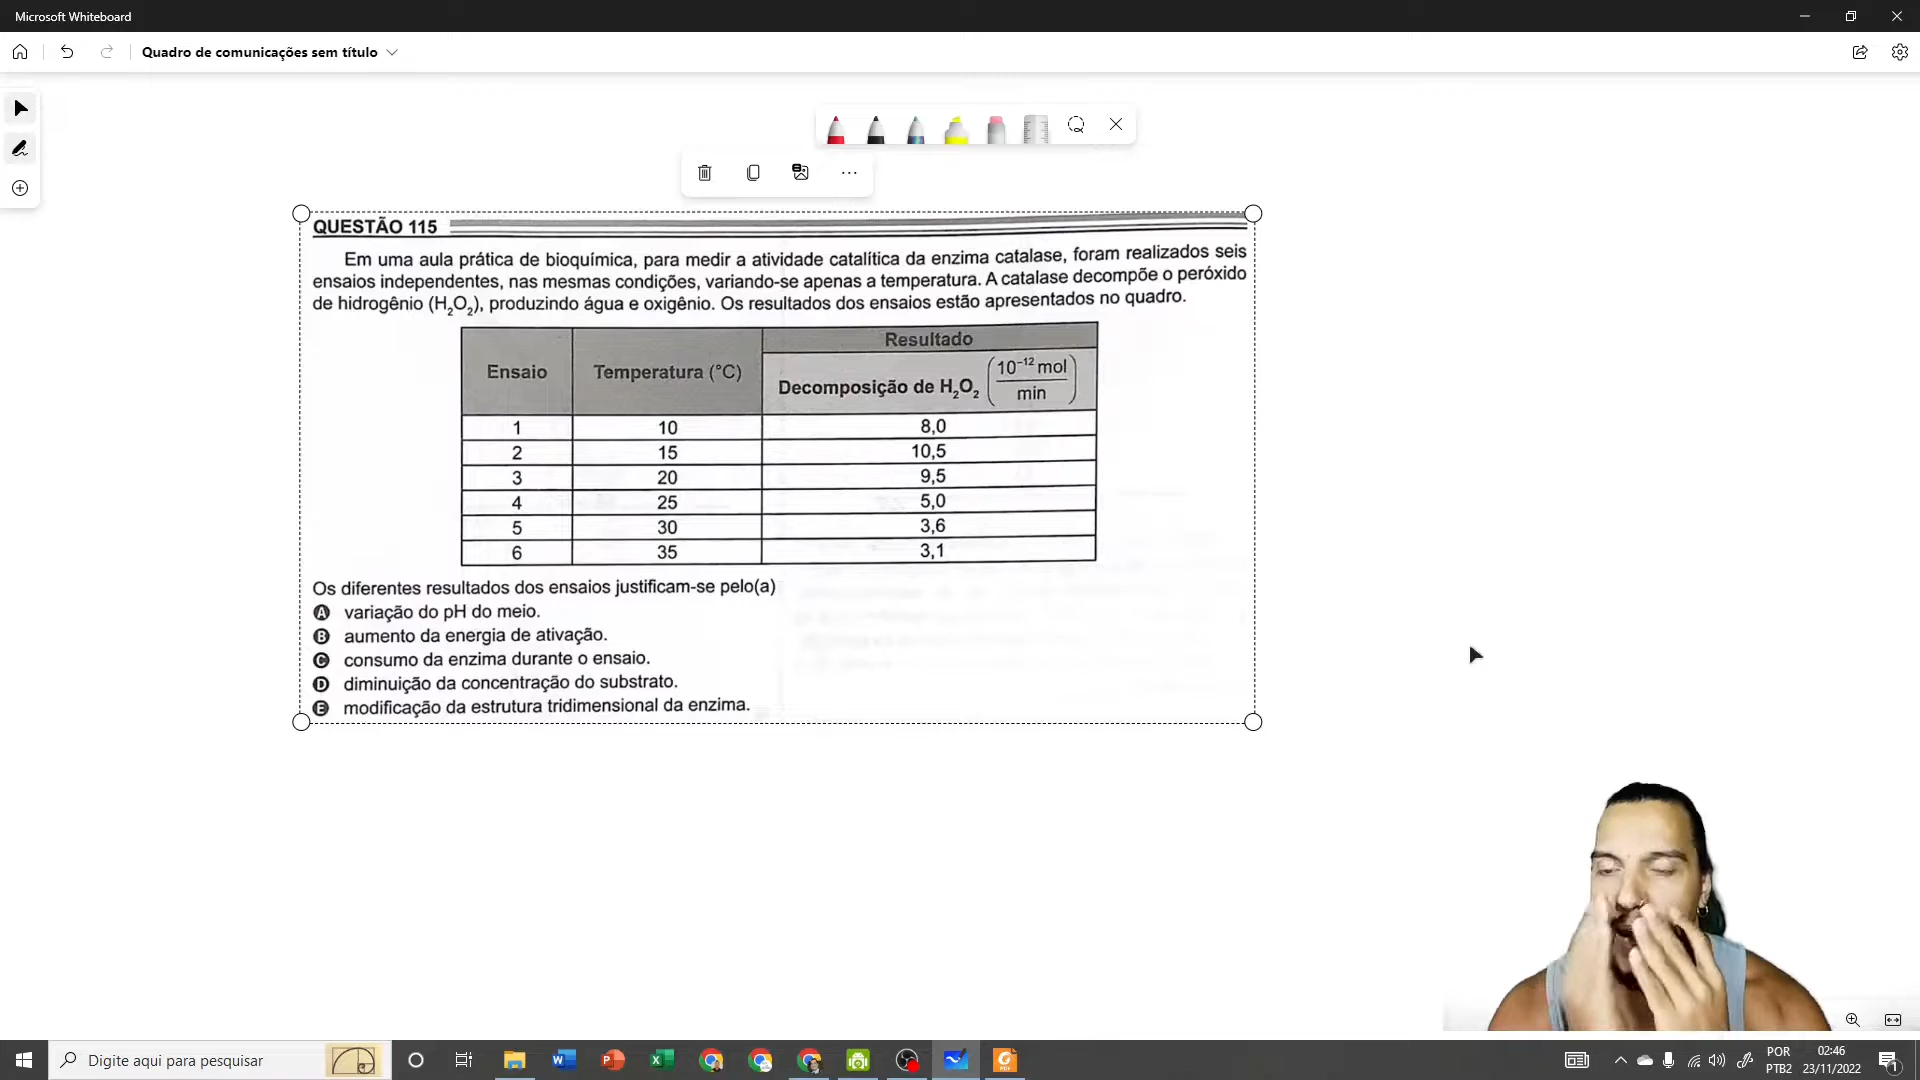 Microsoft Whiteboard
Quadro de comunicações sem título
QUESTÃO 115
Em uma aula prática de bioquímica, para medir a atividade catalítica da enzima catalase, foram realizados seis
ensaios independentes, nas mesmas condições, variando-se apenas a temperatura. A catalase decompõe o peróxido
de hidrogênio (H₂O₂), produzindo água e oxigênio. Os resultados dos ensaios estão apresentados no quadro.
Ensaio Temperatura (°C) Resultado
Decomposição de H₂O₂ (10⁻¹² mol / min)
1 10 8,0
2 15 10,5
3 20 9,5
4 25 5,0
5 30 3,6
6 35 3,1
Os diferentes resultados dos ensaios justificam-se pelo(a)
A variação do pH do meio.
B aumento da energia de ativação.
C consumo da enzima durante o ensaio.
D diminuição da concentração do substrato.
E modificação da estrutura tridimensional da enzima.
Digite aqui para pesquisar
POR 02:46
PTB2 23/11/2022
1